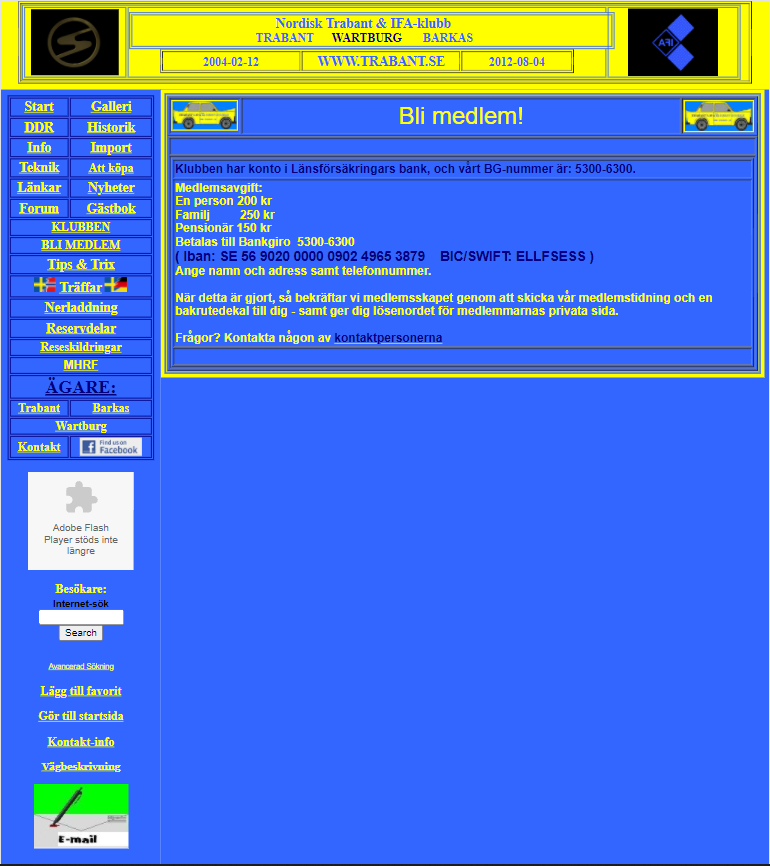 Nordisk Trabant & IFA-klubb
TRABANT WARTBURG BARKAS
2004-02-12 WWW.TRABANT.SE 2012-08-04
IFA
Start Galleri
DDR Historik
Info Import
Teknik Att köpa
Länkar Nyheter
Forum Gästbok
KLUBBEN
BLI MEDLEM
Tips & Trix
Träffar
Nerladdning
Reservdelar
Reseskildringar
MHRF
ÄGARE:
Trabant Barkas
Wartburg
Kontakt Find us on Facebook
Adobe Flash
Player stöds inte
längre
Besökare:
Internet-sök
Search
Avancerad Sökning
Lägg till favorit
Gör till startsida
Kontakt-info
Vägbeskrivning
E-mail
Bli medlem!
Klubben har konto i Länsförsäkringars bank, och vårt BG-nummer är: 5300-6300.
Medlemsavgift:
En person 200 kr
Familj 250 kr
Pensionär 150 kr
Betalas till Bankgiro 5300-6300
( Iban: SE 56 9020 0000 0902 4965 3879 BIC/SWIFT: ELLFSESS )
Ange namn och adress samt telefonnummer.
När detta är gjort, så bekräftar vi medlemsskapet genom att skicka vår medlemstidning och en
bakrutedekal till dig - samt ger dig lösenordet för medlemmarnas privata sida.
Frågor? Kontakta någon av kontaktpersonerna